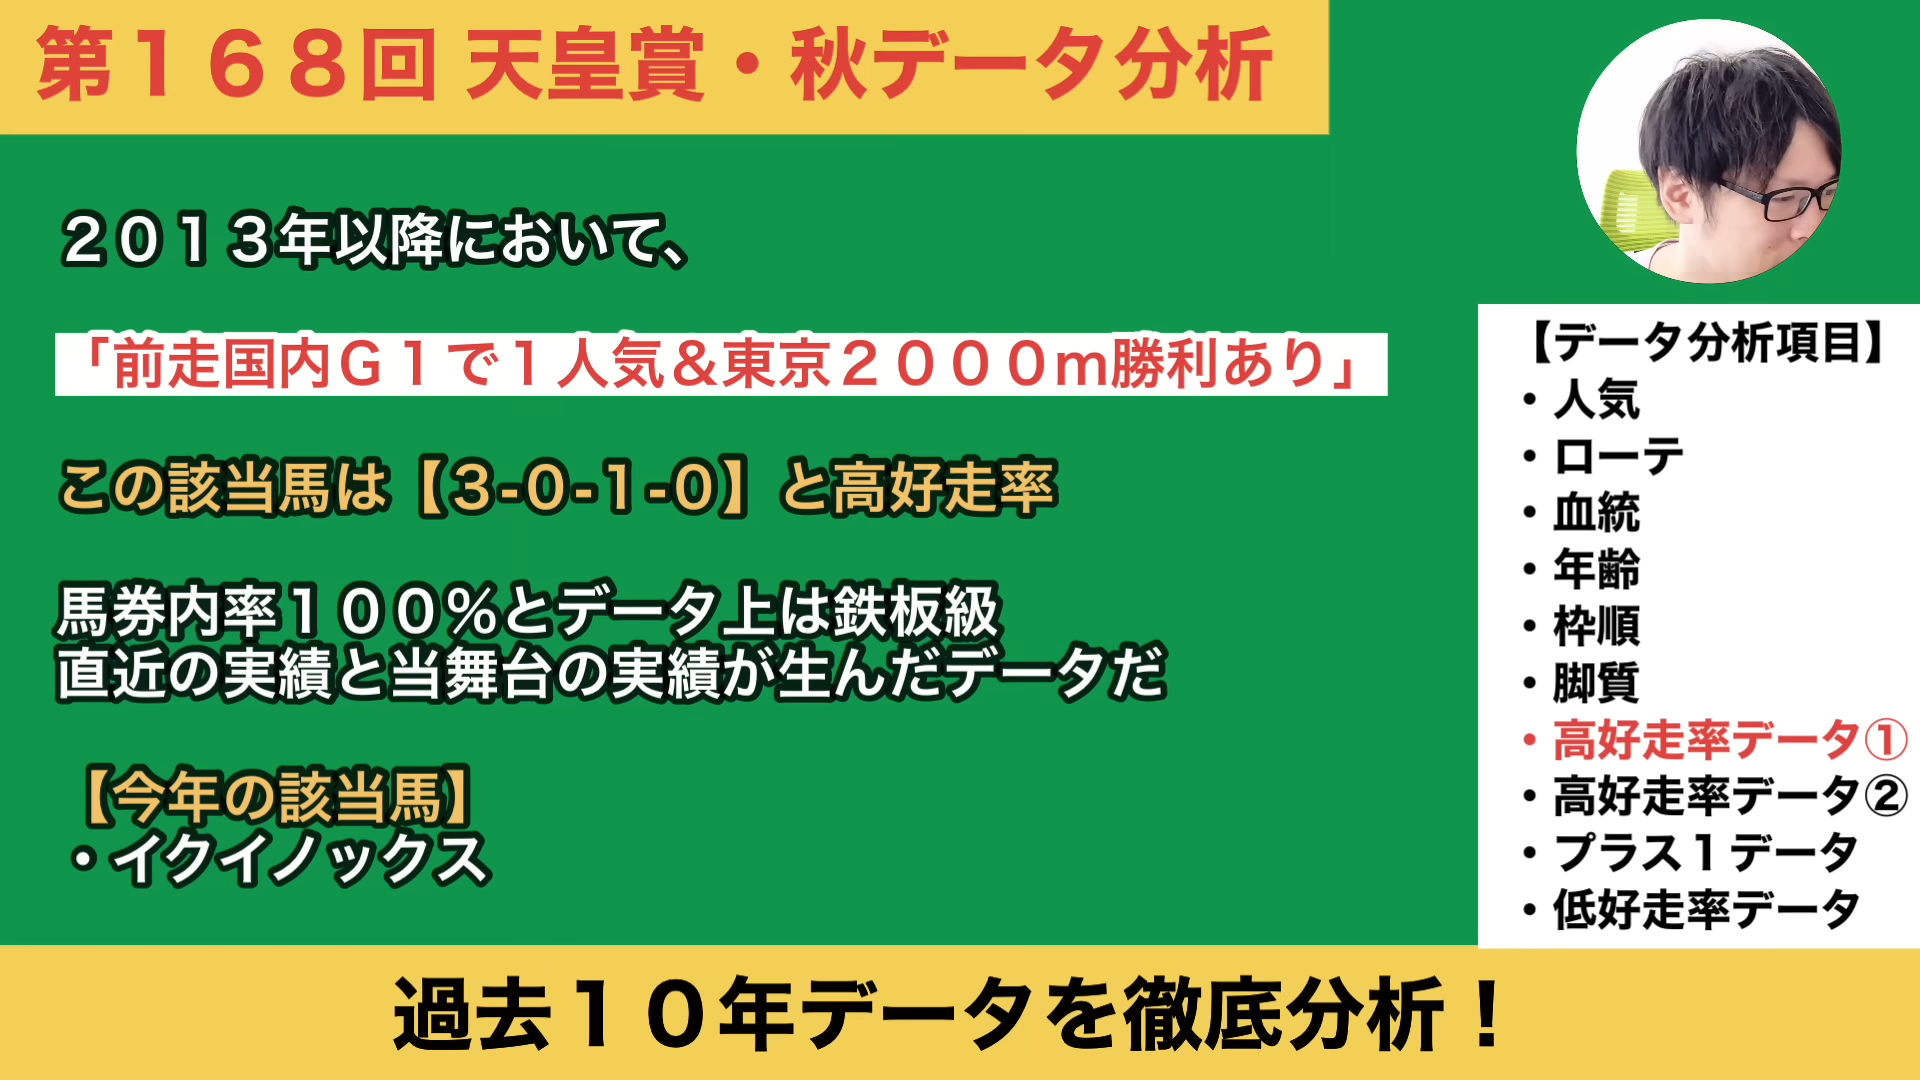 第１６８回 天皇賞・秋データ分析
２０１３年以降において、
「前走国内Ｇ１で１人気＆東京２０００ｍ勝利あり」
この該当馬は【３-０-１-０】と高好走率
馬券内率１００％とデータ上は鉄板級
直近の実績と当舞台の実績が生んだデータだ
【今年の該当馬】
・イクイノックス
【データ分析項目】
・人気
・ローテ
・血統
・年齢
・枠順
・脚質
・高好走率データ①
・高好走率データ②
・プラス１データ
・低好走率データ
過去１０年データを徹底分析！